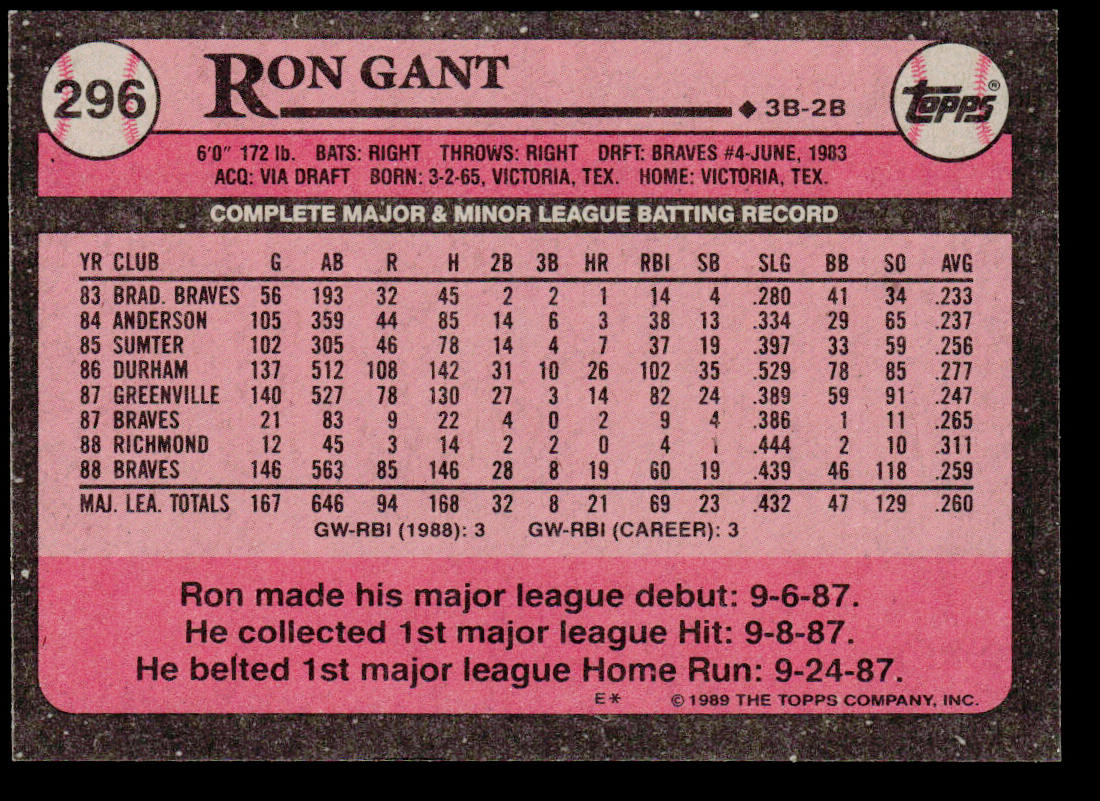 296
RON GANT
◆ 3B-2B
topps®
6'0" 172 lb. BATS: RIGHT THROWS: RIGHT DRFT: BRAVES #4-JUNE, 1983
ACQ: VIA DRAFT BORN: 3-2-65, VICTORIA, TEX. HOME: VICTORIA, TEX.
COMPLETE MAJOR & MINOR LEAGUE BATTING RECORD
YR CLUB G AB R H 2B 3B HR RBI SB SLG BB SO AVG
83 BRAD. BRAVES 56 193 32 45 2 2 1 14 4 .280 41 34 .233
84 ANDERSON 105 359 44 85 14 6 3 38 13 .334 29 65 .237
85 SUMTER 102 305 46 78 14 4 7 37 19 .397 33 59 .256
86 DURHAM 137 512 108 142 31 10 26 102 35 .529 78 85 .277
87 GREENVILLE 140 527 78 130 27 3 14 82 24 .389 59 91 .247
87 BRAVES 21 83 9 22 4 0 2 9 4 .386 1 11 .265
88 RICHMOND 12 45 3 14 2 2 0 4 1 .444 2 10 .311
88 BRAVES 146 563 85 146 28 8 19 60 19 .439 46 118 .259
MAJ. LEA. TOTALS 167 646 94 168 32 8 21 69 23 .432 47 129 .260
GW-RBI (1988): 3 GW-RBI (CAREER): 3
Ron made his major league debut: 9-6-87.
He collected 1st major league Hit: 9-8-87.
He belted 1st major league Home Run: 9-24-87.
E* © 1989 THE TOPPS COMPANY, INC.